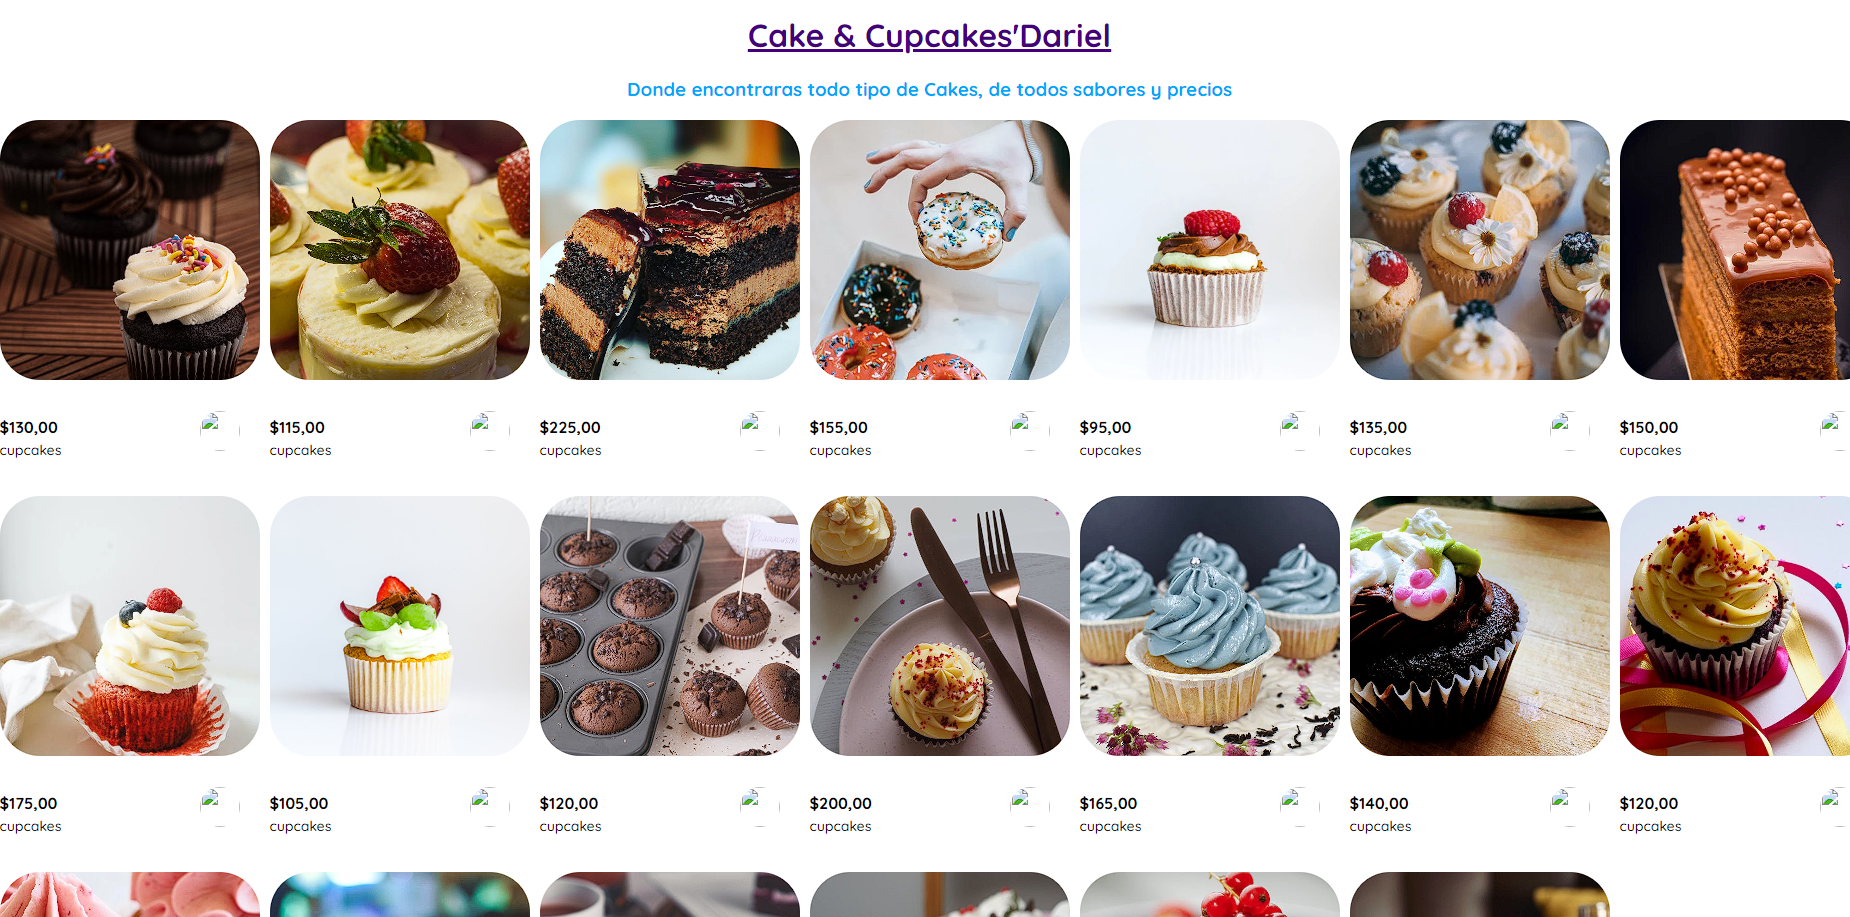 Cake & Cupcakes'Dariel
Donde encontraras todo tipo de Cakes, de todos sabores y precios
$130,00
cupcakes
$115,00
cupcakes
$225,00
cupcakes
$155,00
cupcakes
$95,00
cupcakes
$135,00
cupcakes
$150,00
cupcakes
$175,00
cupcakes
$105,00
cupcakes
$120,00
cupcakes
$200,00
cupcakes
$165,00
cupcakes
$140,00
cupcakes
$120,00
cupcakes